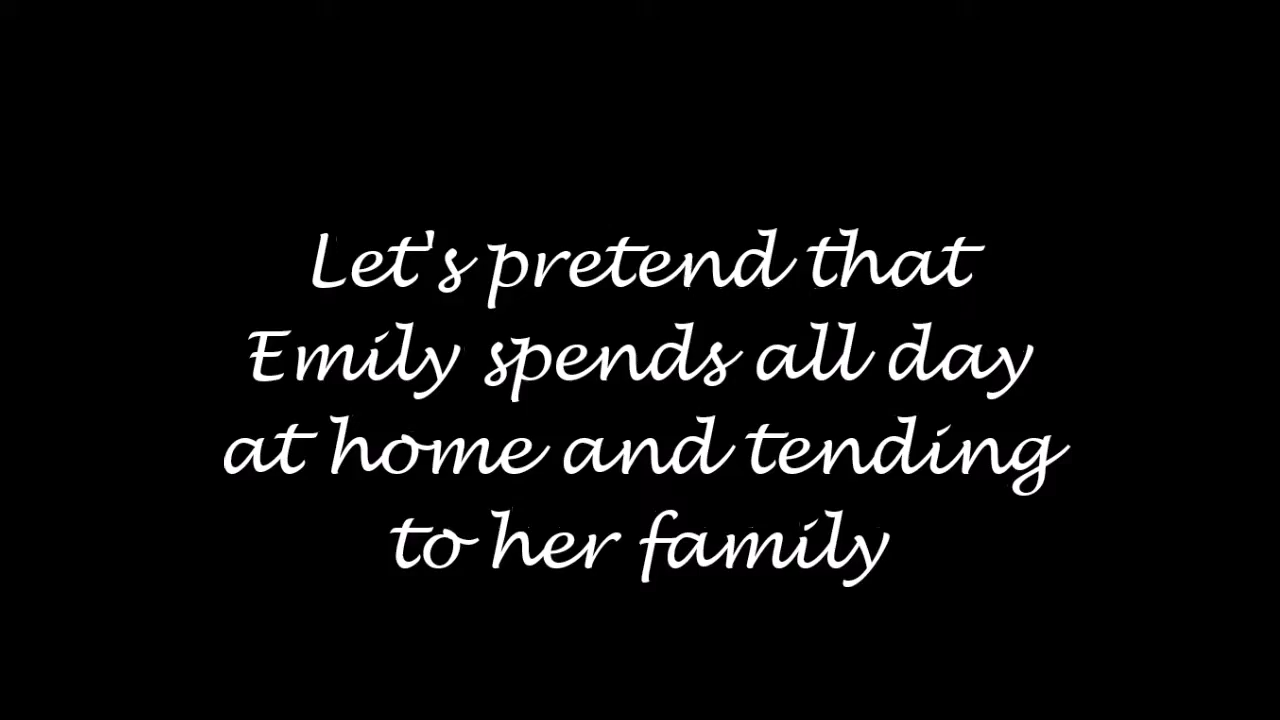 Let's pretend that
Emily spends all day
at home and tending
to her family